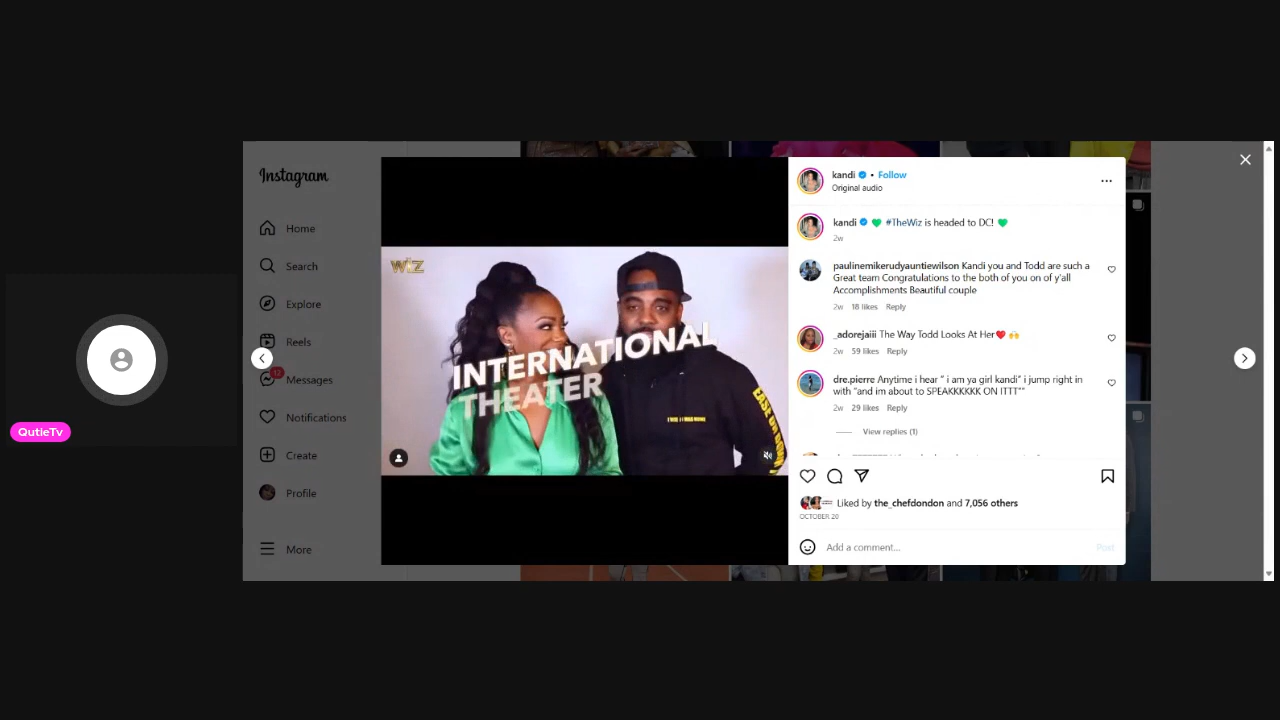 Instagram
Home
Search
Explore
Reels
12
Messages
Notifications
Create
Profile
More
QutieTv
WIZ
INTERNATIONAL
THEATER
kandi • Follow
Original audio
kandi #TheWiz is headed to DC!
2w
paulinemikerudyauntiewilson Kandi you and Todd are such a
Great team Congratulations to the both of you on of y'all
Accomplishments Beautiful couple
2w 18 likes Reply
_adorejaiii The Way Todd Looks At Her
2w 59 likes Reply
dre.pierre Anytime i hear " i am ya girl kandi" i jump right in
with "and im about to SPEAKKKKKK ON ITTT""
2w 29 likes Reply
View replies (1)
Liked by the_chefdondon and 7,056 others
OCTOBER 20
Add a comment...
Post